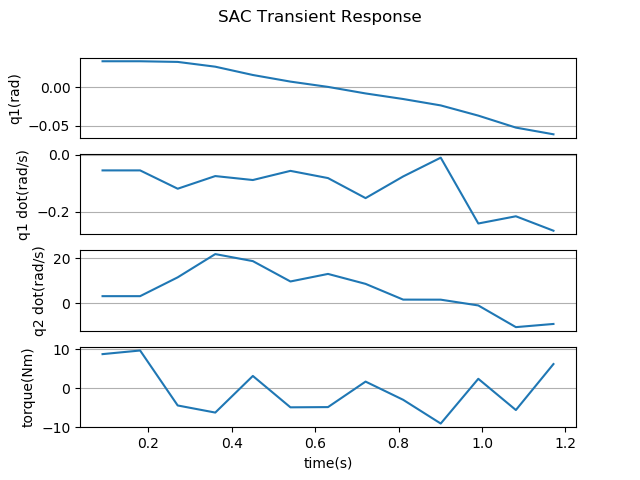 SAC Transient Response
q1(rad)
0.00
−0.05
q1 dot(rad/s)
0.0
−0.2
q2 dot(rad/s)
20
0
torque(Nm)
10
0
−10
0.2 0.4 0.6 0.8 1.0 1.2
time(s)